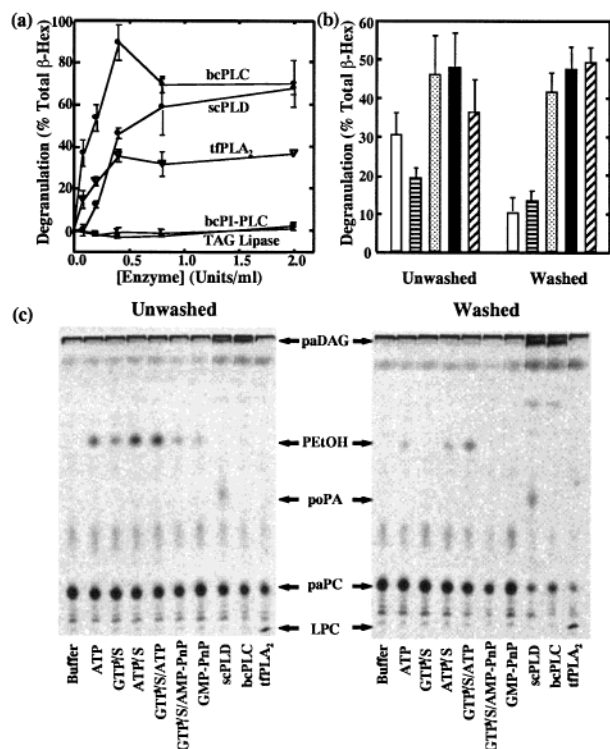 (a)
Degranulation (% Total β-Hex)
100
80
60
40
20
0
bcPLC
scPLD
tfPLA₂
bcPI-PLC
TAG Lipase
0.0 0.5 1.0 1.5 2.0
[Enzyme] (Units/ml)
(b)
Degranulation (% Total β-Hex)
60
50
40
30
20
10
0
Unwashed Washed
(c)
Unwashed Washed
paDAG
PEtOH
poPA
paPC
LPC
Buffer
ATP
GTPγS
ATPγS
GTPγS/ATP
GTPγS/AMP-PnP
GMP-PnP
scPLD
bcPLC
tfPLA₂
Buffer
ATP
GTPγS
ATPγS
GTPγS/ATP
GTPγS/AMP-PnP
GMP-PnP
scPLD
bcPLC
tfPLA₂